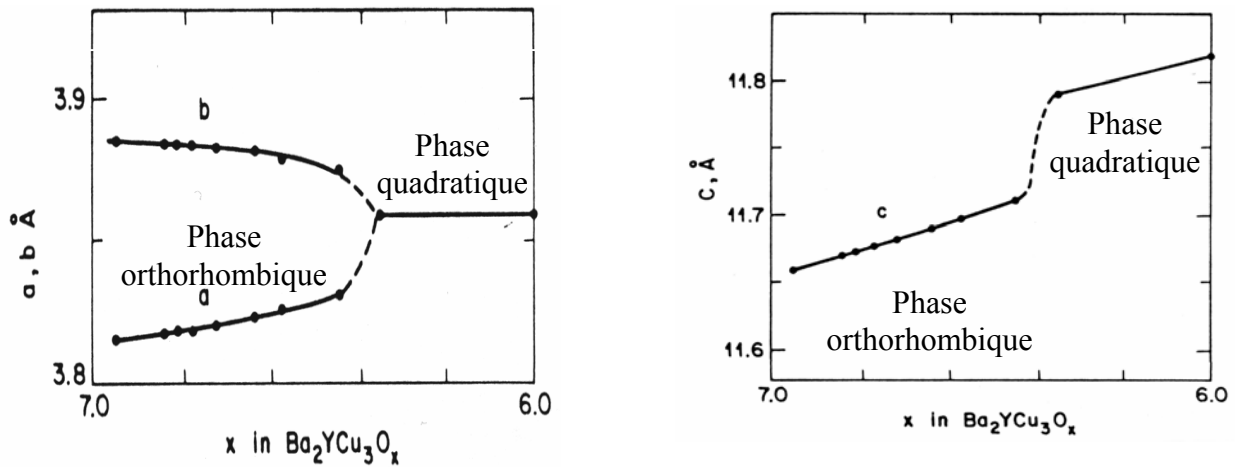 3.9
3.8
a, b Å
b
a
Phase
quadratique
Phase
orthorhombique
7.0
6.0
x in Ba₂YCu₃Oₓ
11.8
11.7
11.6
C, Å
c
Phase
quadratique
Phase
orthorhombique
7.0
6.0
x in Ba₂YCu₃Oₓ